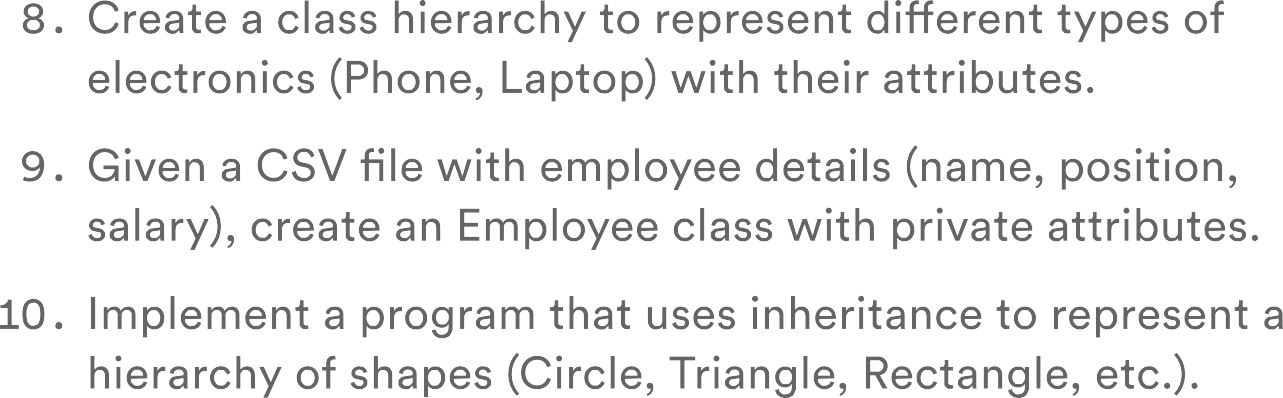 8. Create a class hierarchy to represent different types of
electronics (Phone, Laptop) with their attributes.
9. Given a CSV file with employee details (name, position,
salary), create an Employee class with private attributes.
10. Implement a program that uses inheritance to represent a
hierarchy of shapes (Circle, Triangle, Rectangle, etc.).